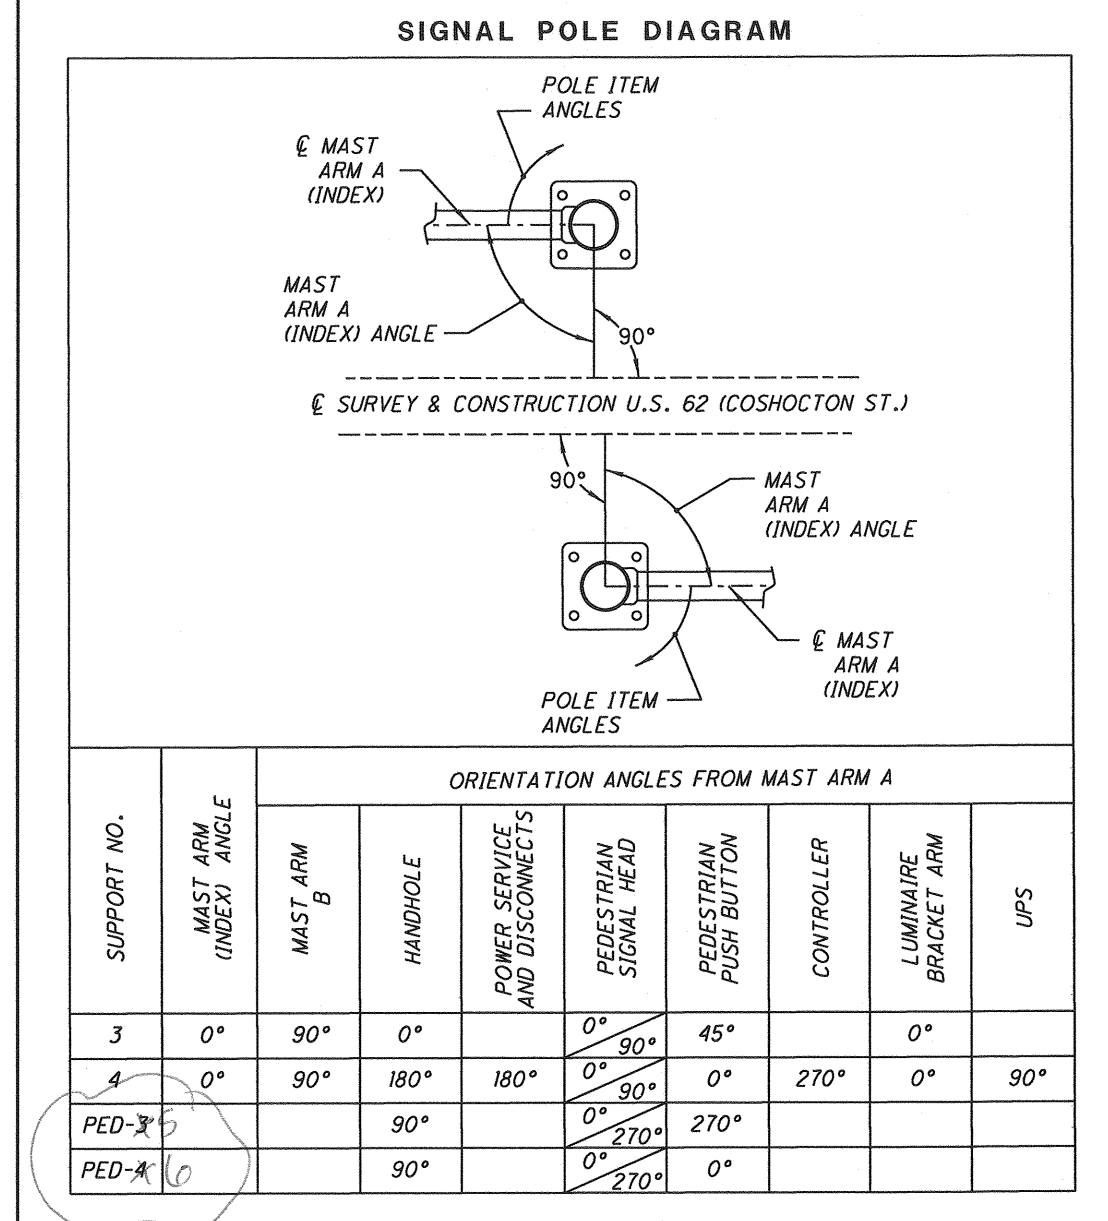 SIGNAL POLE DIAGRAM
POLE ITEM
ANGLES
℄ MAST
ARM A
(INDEX)
MAST
ARM A
(INDEX) ANGLE
90°
℄ SURVEY & CONSTRUCTION U.S. 62 (COSHOCTON ST.)
90°
MAST
ARM A
(INDEX) ANGLE
℄ MAST
ARM A
(INDEX)
POLE ITEM
ANGLES
SUPPORT NO.
MAST ARM
(INDEX) ANGLE
ORIENTATION ANGLES FROM MAST ARM A
MAST ARM
B
HANDHOLE
POWER SERVICE
AND DISCONNECTS
PEDESTRIAN
SIGNAL HEAD
PEDESTRIAN
PUSH BUTTON
CONTROLLER
LUMINAIRE
BRACKET ARM
UPS
3 0° 90° 0° 0° 90° 45° 0°
4 0° 90° 180° 180° 0° 90° 0° 270° 0° 90°
PED-3 5 90° 0° 270° 270°
PED-4 6 90° 0° 270° 0°